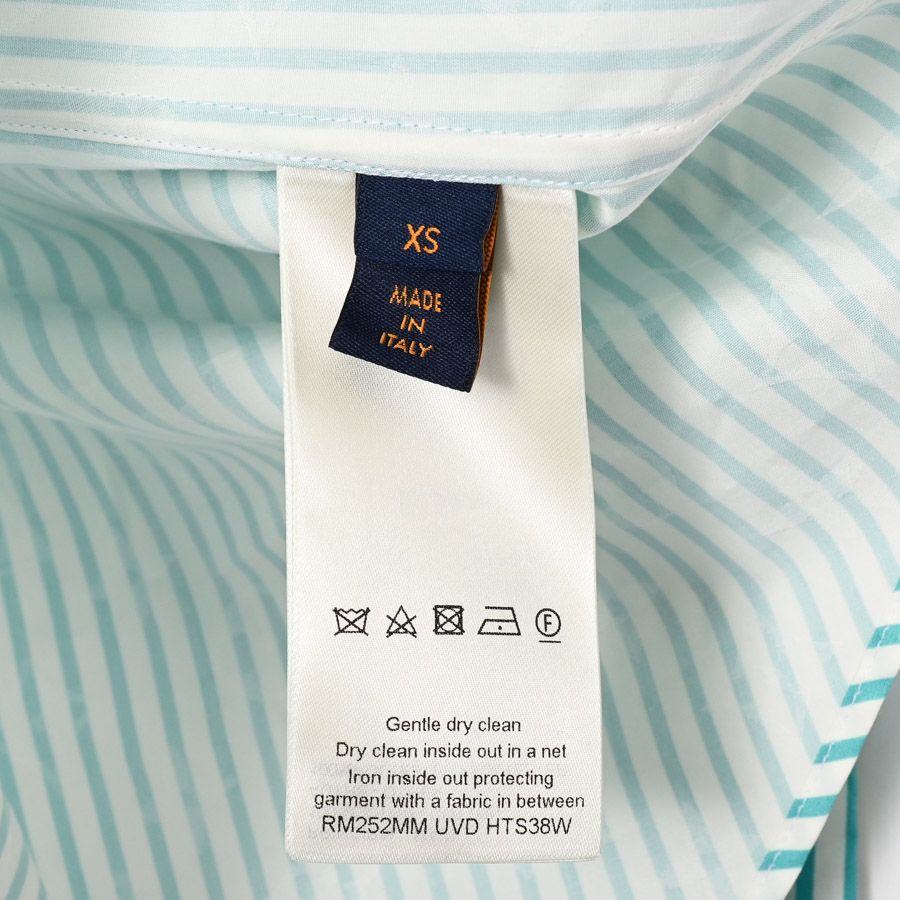 XS
MADE
IN
ITALY
F
Gentle dry clean
Dry clean inside out in a net
Iron inside out protecting
garment with a fabric in between
RM252MM UVD HTS38W